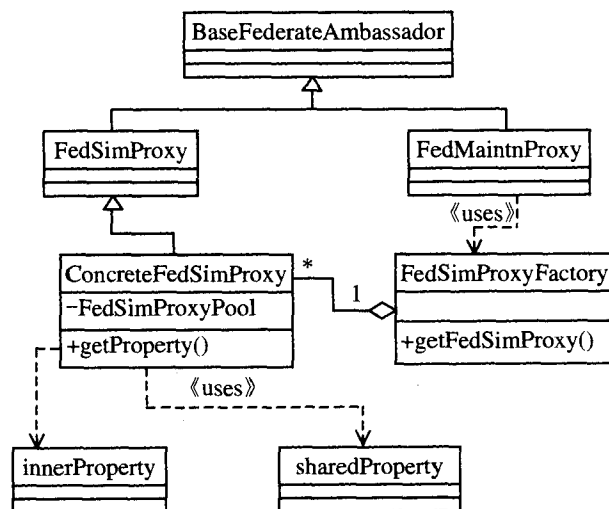 BaseFederateAmbassador
FedSimProxy
FedMaintnProxy
《uses》
ConcreteFedSimProxy
-FedSimProxyPool
+getProperty()
*
1
FedSimProxyFactory
+getFedSimProxy()
《uses》
innerProperty
sharedProperty